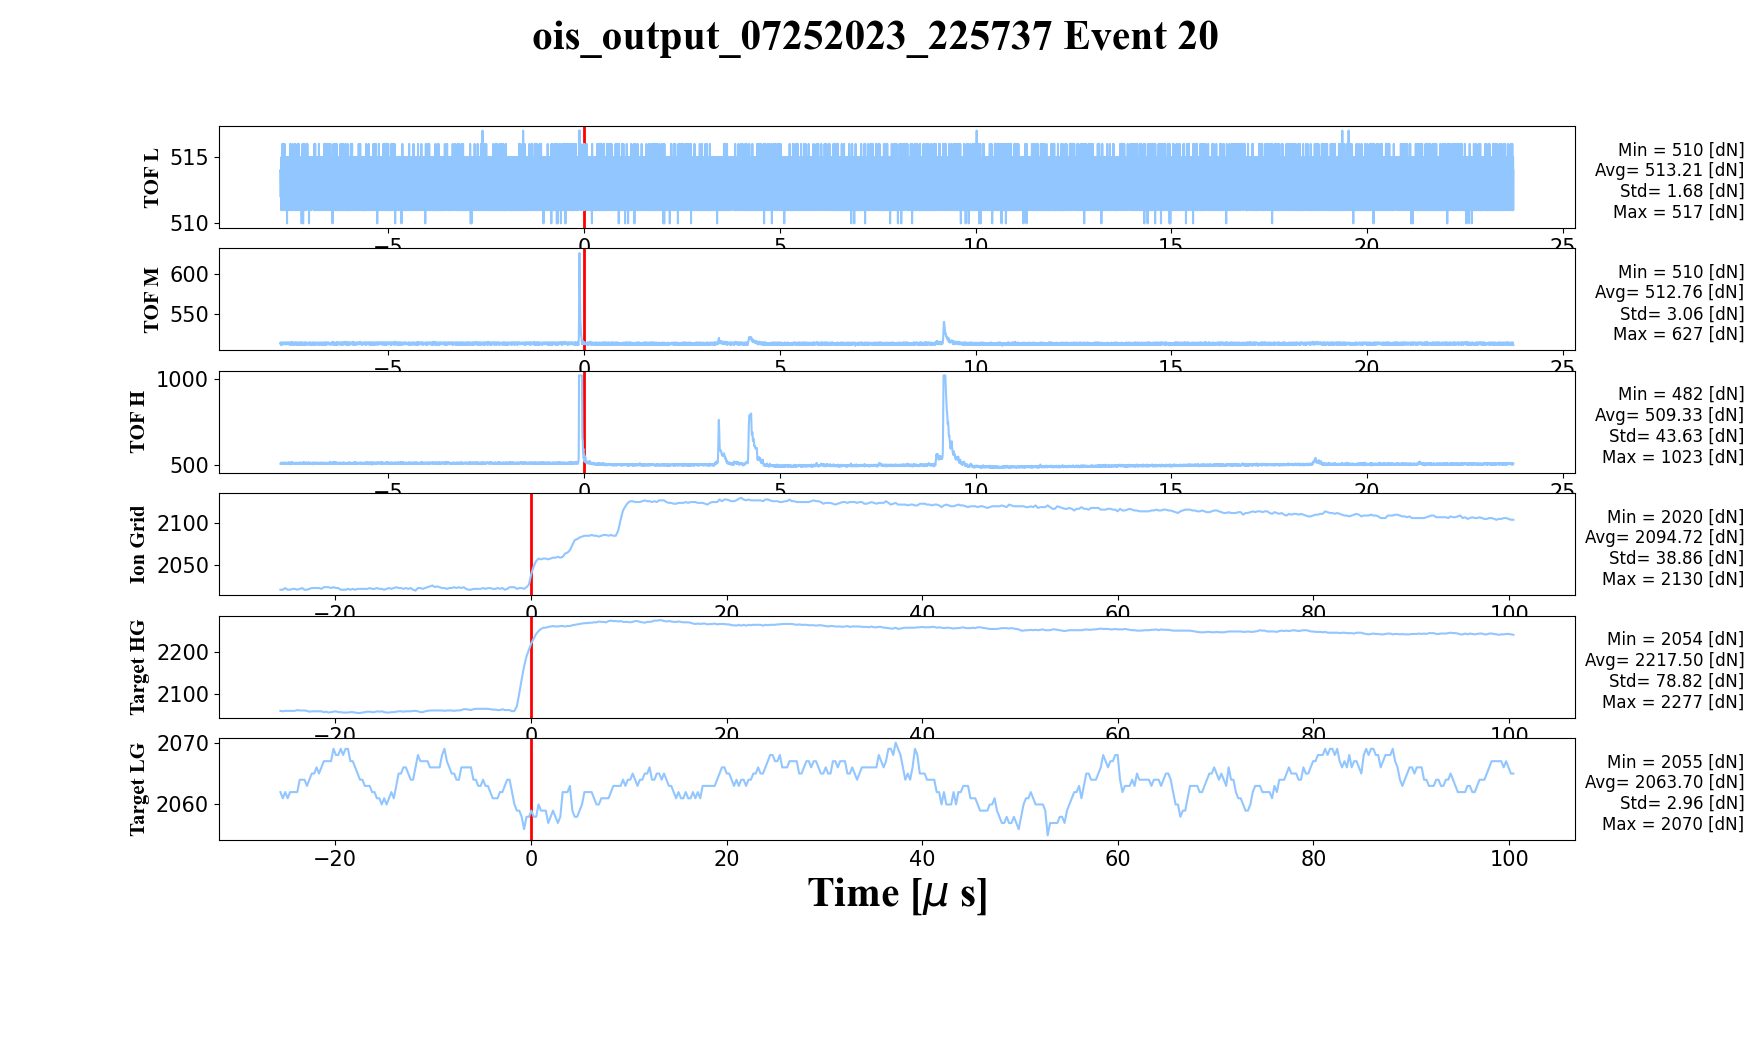 ois_output_07252023_225737 Event 20
TOF L
515
510
−5 0 5 10 15 20 25
Min = 510 [dN]
Avg= 513.21 [dN]
Std= 1.68 [dN]
Max = 517 [dN]
TOF M
600
550
−5 0 5 10 15 20 25
Min = 510 [dN]
Avg= 512.76 [dN]
Std= 3.06 [dN]
Max = 627 [dN]
TOF H
1000
500
−5 0 5 10 15 20 25
Min = 482 [dN]
Avg= 509.33 [dN]
Std= 43.63 [dN]
Max = 1023 [dN]
Ion Grid
2100
2050
−20 0 20 40 60 80 100
Min = 2020 [dN]
Avg= 2094.72 [dN]
Std= 38.86 [dN]
Max = 2130 [dN]
Target HG
2200
2100
−20 0 20 40 60 80 100
Min = 2054 [dN]
Avg= 2217.50 [dN]
Std= 78.82 [dN]
Max = 2277 [dN]
Target LG
2070
2060
−20 0 20 40 60 80 100
Min = 2055 [dN]
Avg= 2063.70 [dN]
Std= 2.96 [dN]
Max = 2070 [dN]
Time [μ s]